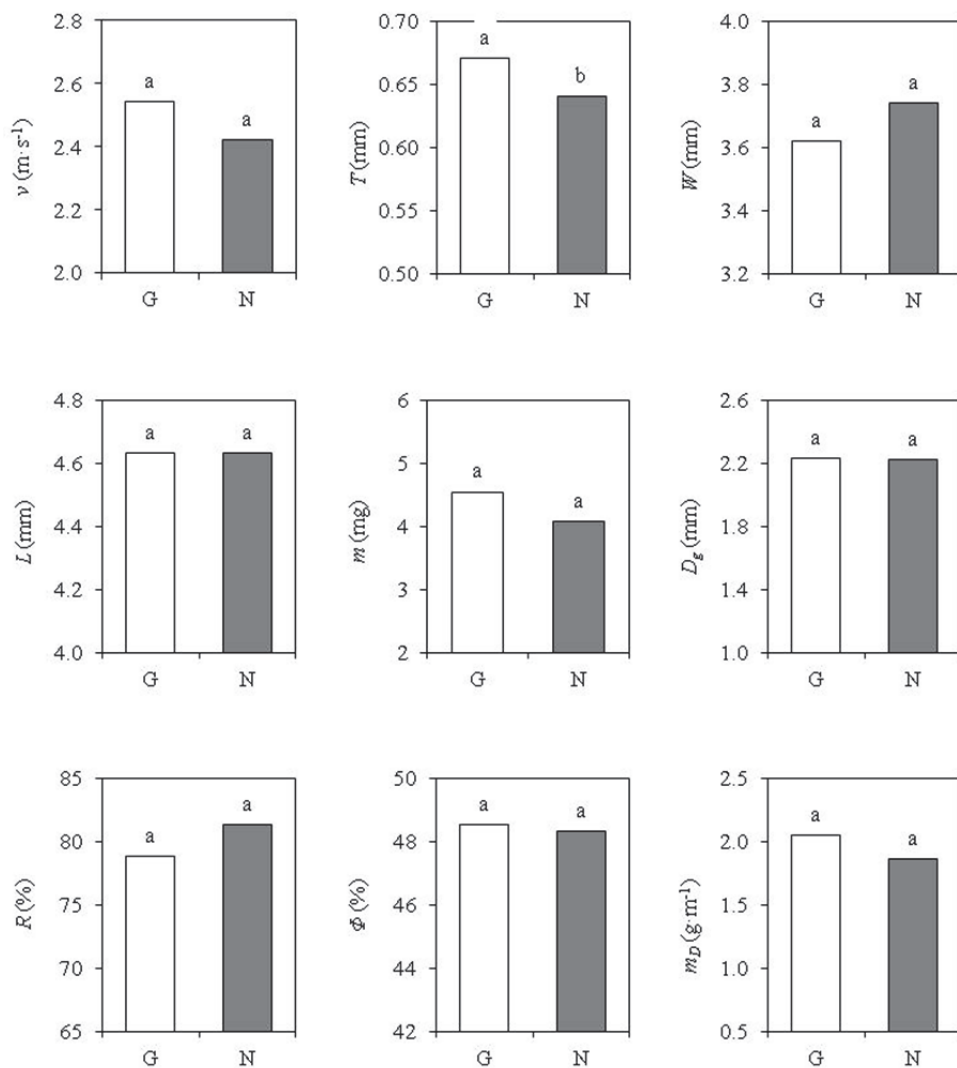 2.8
2.6
2.4
2.2
2.0
v (m·s-1)
a
a
G N
0.70
0.65
0.60
0.55
0.50
T (mm)
a
b
G N
4.0
3.8
3.6
3.4
3.2
W (mm)
a
a
G N
4.8
4.6
4.4
4.2
4.0
L (mm)
a a
G N
6
5
4
3
2
m (mg)
a
a
G N
2.6
2.2
1.8
1.4
1.0
Dg (mm)
a a
G N
85
80
75
70
65
R (%)
a
a
G N
50
48
46
44
42
Φ (%)
a a
G N
2.5
2.0
1.5
1.0
0.5
mD (g·m-1)
a
a
G N